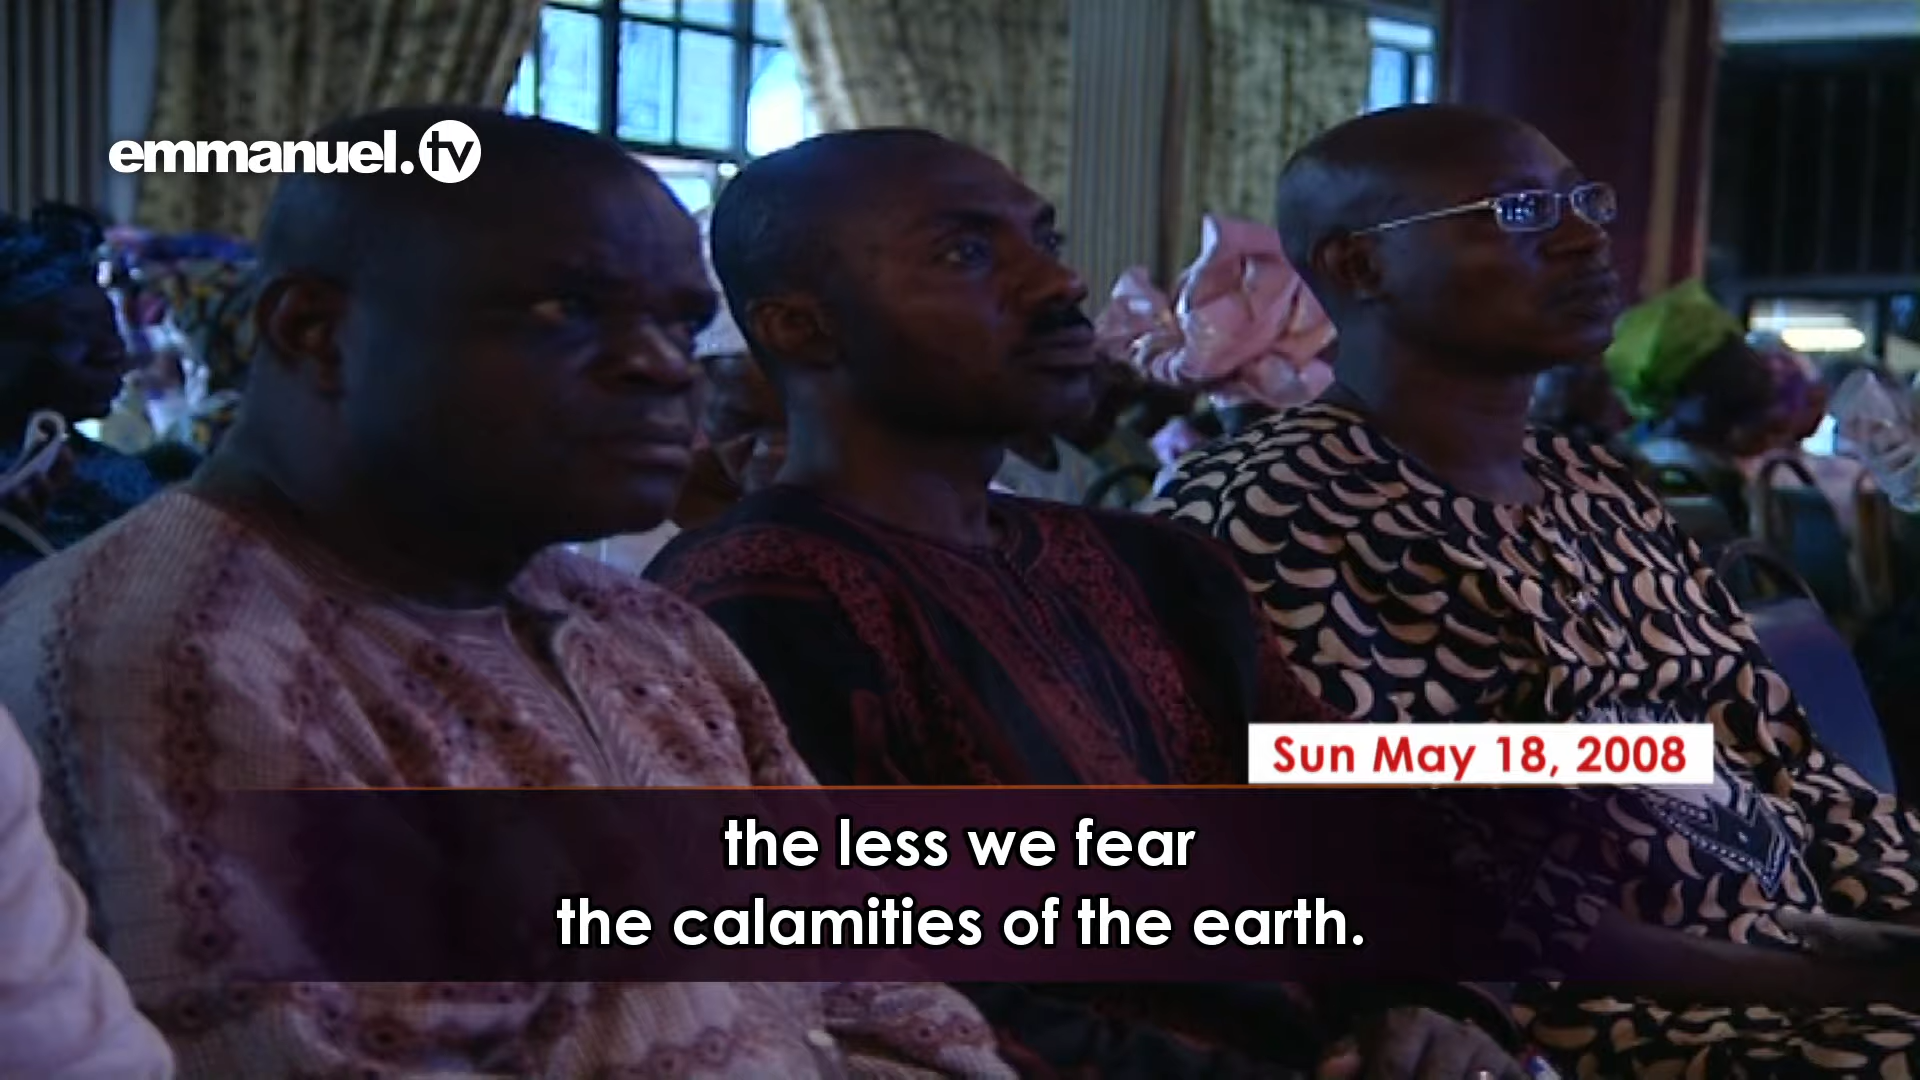 emmanuel.tv
Sun May 18, 2008
the less we fear
the calamities of the earth.